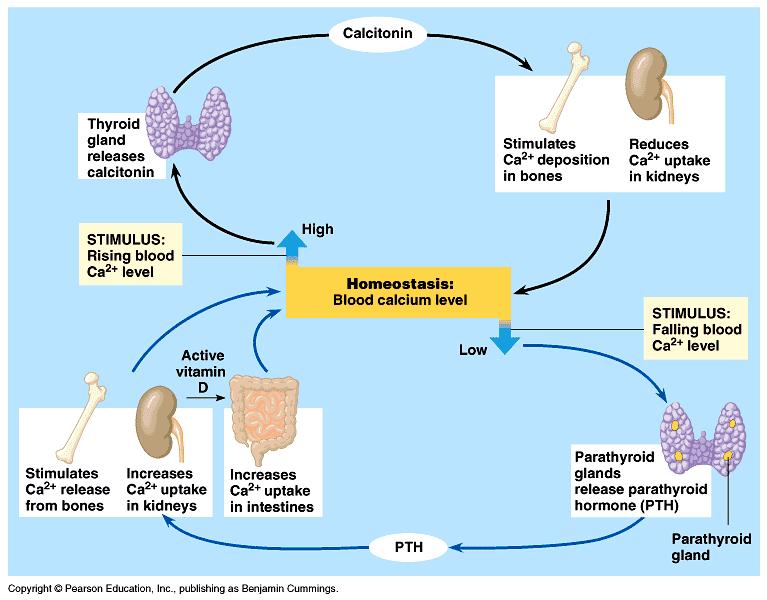 Calcitonin
Thyroid
gland
releases
calcitonin
Stimulates
Ca2+ deposition
in bones
Reduces
Ca2+ uptake
in kidneys
STIMULUS:
Rising blood
Ca2+ level
High
Homeostasis:
Blood calcium level
STIMULUS:
Falling blood
Ca2+ level
Low
Active
vitamin
D
Stimulates
Ca2+ release
from bones
Increases
Ca2+ uptake
in kidneys
Increases
Ca2+ uptake
in intestines
Parathyroid
glands
release parathyroid
hormone (PTH)
Parathyroid
gland
PTH
Copyright © Pearson Education, Inc., publishing as Benjamin Cummings.